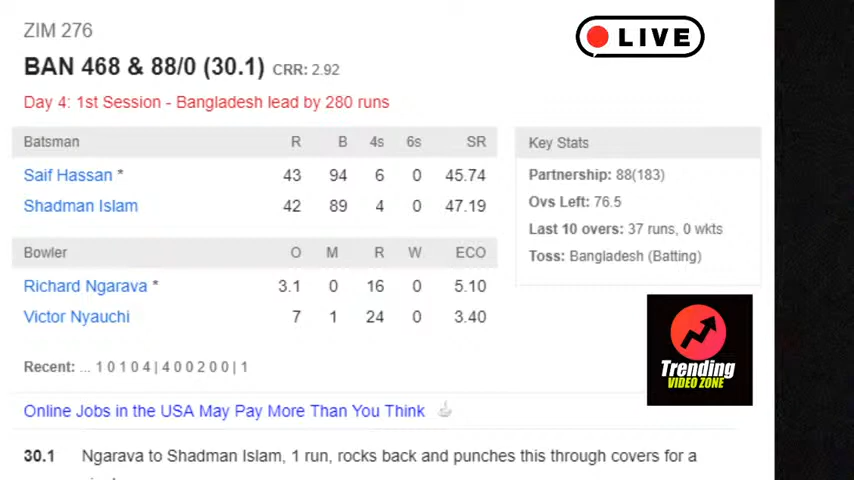 ZIM 276
LIVE
BAN 468 & 88/0 (30.1) CRR: 2.92
Day 4: 1st Session - Bangladesh lead by 280 runs
Batsman R B 4s 6s SR
Saif Hassan * 43 94 6 0 45.74
Shadman Islam 42 89 4 0 47.19
Bowler O M R W ECO
Richard Ngarava * 3.1 0 16 0 5.10
Victor Nyauchi 7 1 24 0 3.40
Key Stats
Partnership: 88(183)
Ovs Left: 76.5
Last 10 overs: 37 runs, 0 wkts
Toss: Bangladesh (Batting)
Trending
VIDEO ZONE
Recent: ... 1 0 1 0 4 | 4 0 0 2 0 0 | 1
Online Jobs in the USA May Pay More Than You Think
30.1 Ngarava to Shadman Islam, 1 run, rocks back and punches this through covers for a